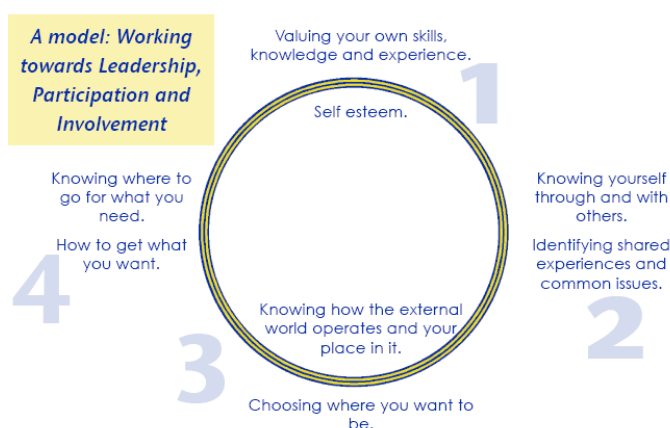 A model: Working
towards Leadership,
Participation and
Involvement
Valuing your own skills,
knowledge and experience.
1
Self esteem.
Knowing yourself
through and with
others.
Identifying shared
experiences and
common issues.
2
Knowing how the external
world operates and your
place in it.
3
Choosing where you want to
be.
Knowing where to
go for what you
need.
How to get what
you want.
4